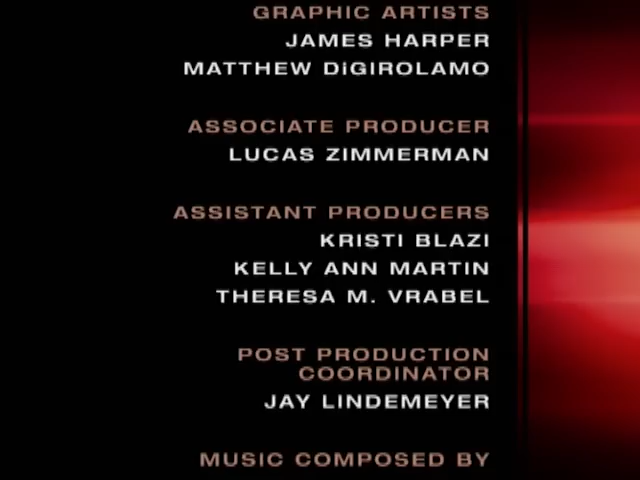 GRAPHIC ARTISTS
JAMES HARPER
MATTHEW DiGIROLAMO
ASSOCIATE PRODUCER
LUCAS ZIMMERMAN
ASSISTANT PRODUCERS
KRISTI BLAZI
KELLY ANN MARTIN
THERESA M. VRABEL
POST PRODUCTION
COORDINATOR
JAY LINDEMEYER
MUSIC COMPOSED BY